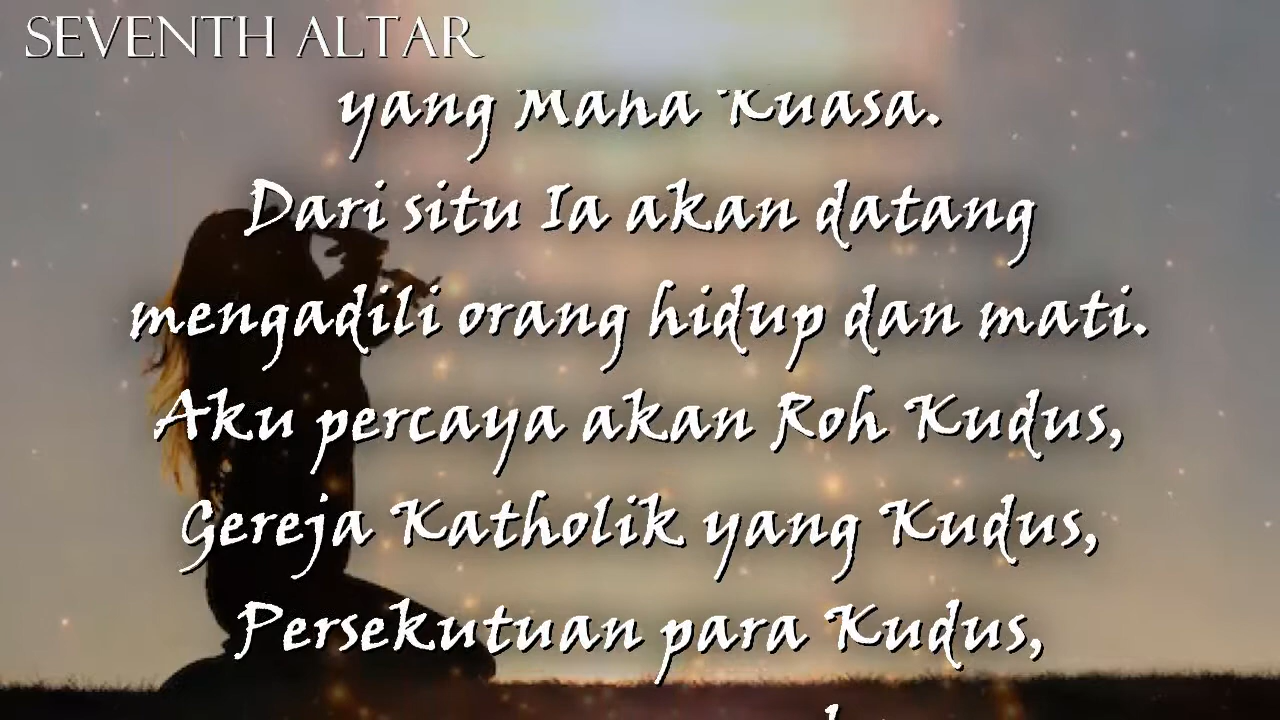 SEVENTH ALTAR
yang Maha Kuasa.
Dari situ Ia akan datang
mengadili orang hidup dan mati.
Aku percaya akan Roh Kudus,
Gereja Katholik yang Kudus,
Persekutuan para Kudus,